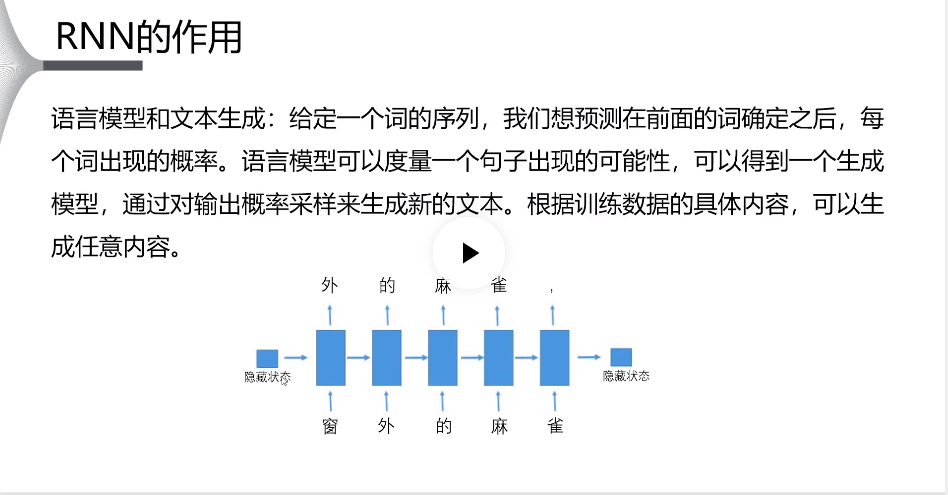 RNN的作用
语言模型和文本生成：给定一个词的序列，我们想预测在前面的词确定之后，每
个词出现的概率。语言模型可以度量一个句子出现的可能性，可以得到一个生成
模型，通过对输出概率采样来生成新的文本。根据训练数据的具体内容，可以生
成任意内容。
外 的 麻 雀 ，
隐藏状态 隐藏状态
窗 外 的 麻 雀